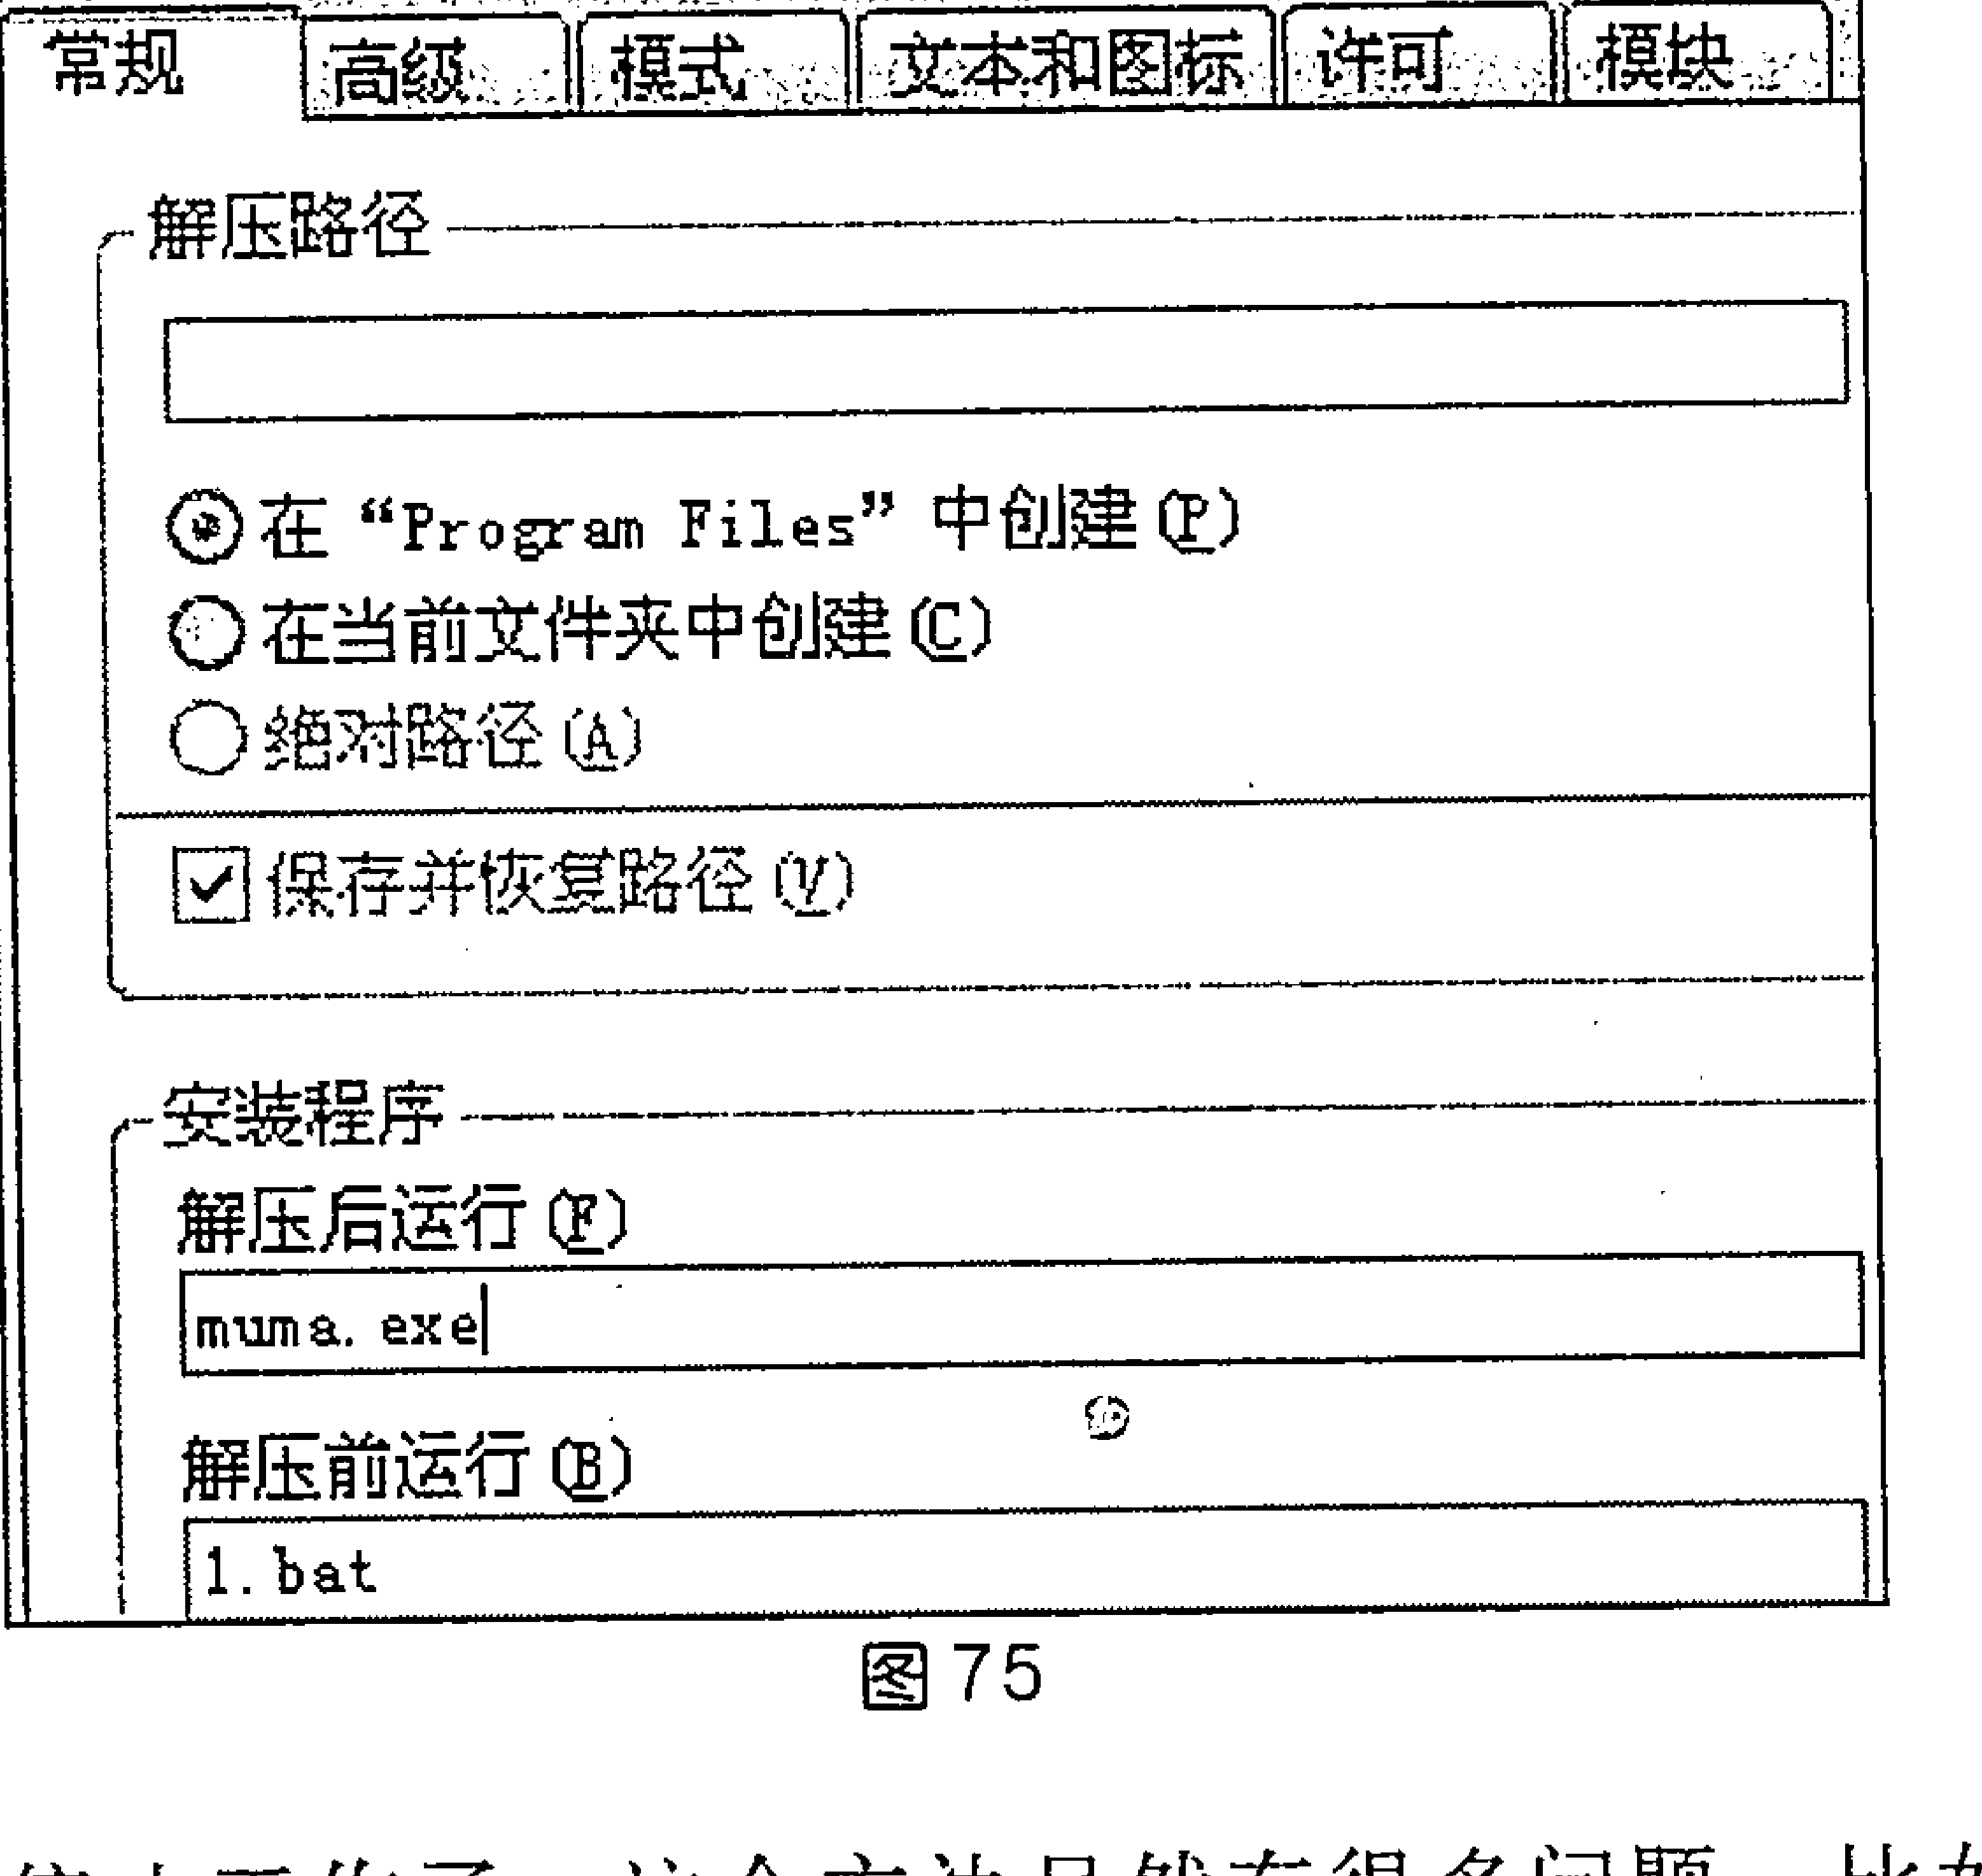 常规 高级 模式 文本和图标 许可 模块
解压路径
在“Program Files”中创建(P)
在当前文件夹中创建(C)
绝对路径(A)
保存并恢复路径(V)
安装程序
解压后运行(F)
muma.exe
解压前运行(B)
1.bat
图75